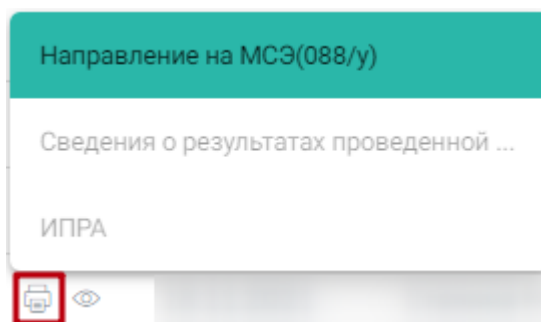 Направление на МСЭ(088/у)
Сведения о результатах проведенной ...
ИПРА